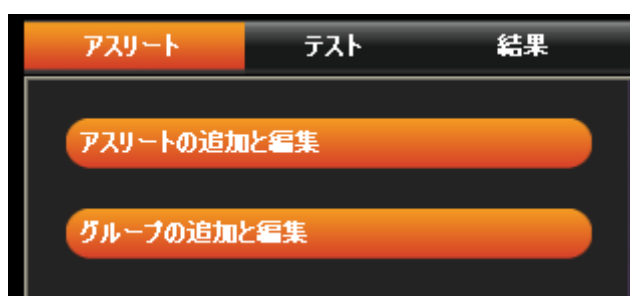 アスリート テスト 結果
アスリートの追加と編集
グループの追加と編集